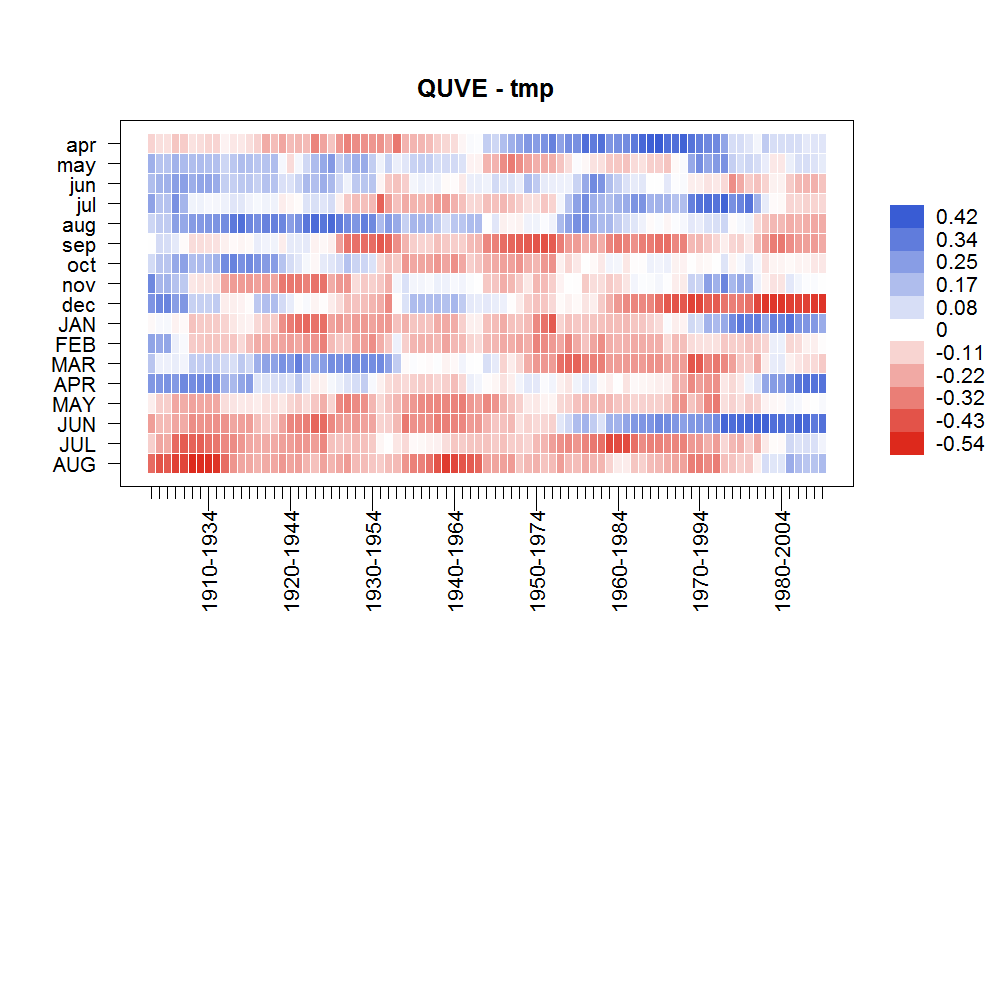 QUVE - tmp
apr
may
jun
jul
aug
sep
oct
nov
dec
JAN
FEB
MAR
APR
MAY
JUN
JUL
AUG
0.42
0.34
0.25
0.17
0.08
0
-0.11
-0.22
-0.32
-0.43
-0.54
1910-1934
1920-1944
1930-1954
1940-1964
1950-1974
1960-1984
1970-1994
1980-2004